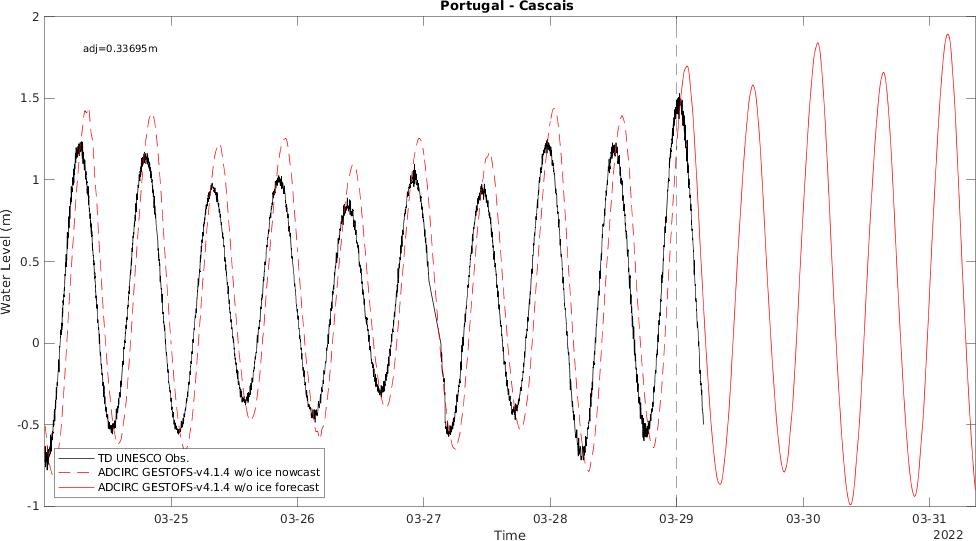 Portugal - Cascais
adj=0.33695m
2
1.5
1
0.5
0
-0.5
-1
Water Level (m)
TD UNESCO Obs.
ADCIRC GESTOFS-v4.1.4 w/o ice nowcast
ADCIRC GESTOFS-v4.1.4 w/o ice forecast
03-25 03-26 03-27 03-28 03-29 03-30 03-31
Time
2022